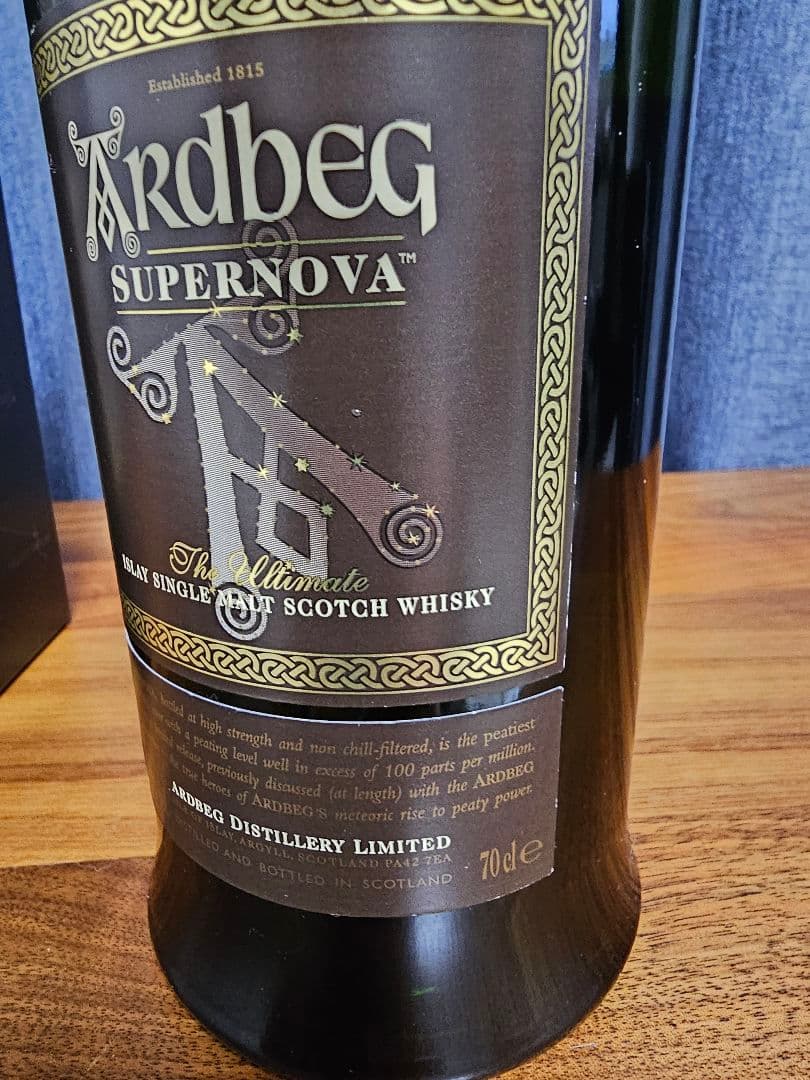 Established 1815
ARdbEG
SUPERNOVA™
The Ultimate
ISLAY SINGLE MALT SCOTCH WHISKY
bottled at high strength and non chill-filtered, is the peatiest
with a peating level well in excess of 100 parts per million.
release, previously discussed (at length) with the ARDBEG
true heroes of ARDBEG'S meteoric rise to peaty power.
ARDBEG DISTILLERY LIMITED
ISLAY, ARGYLL, SCOTLAND PA42 7EA
DISTILLED AND BOTTLED IN SCOTLAND
70cl e